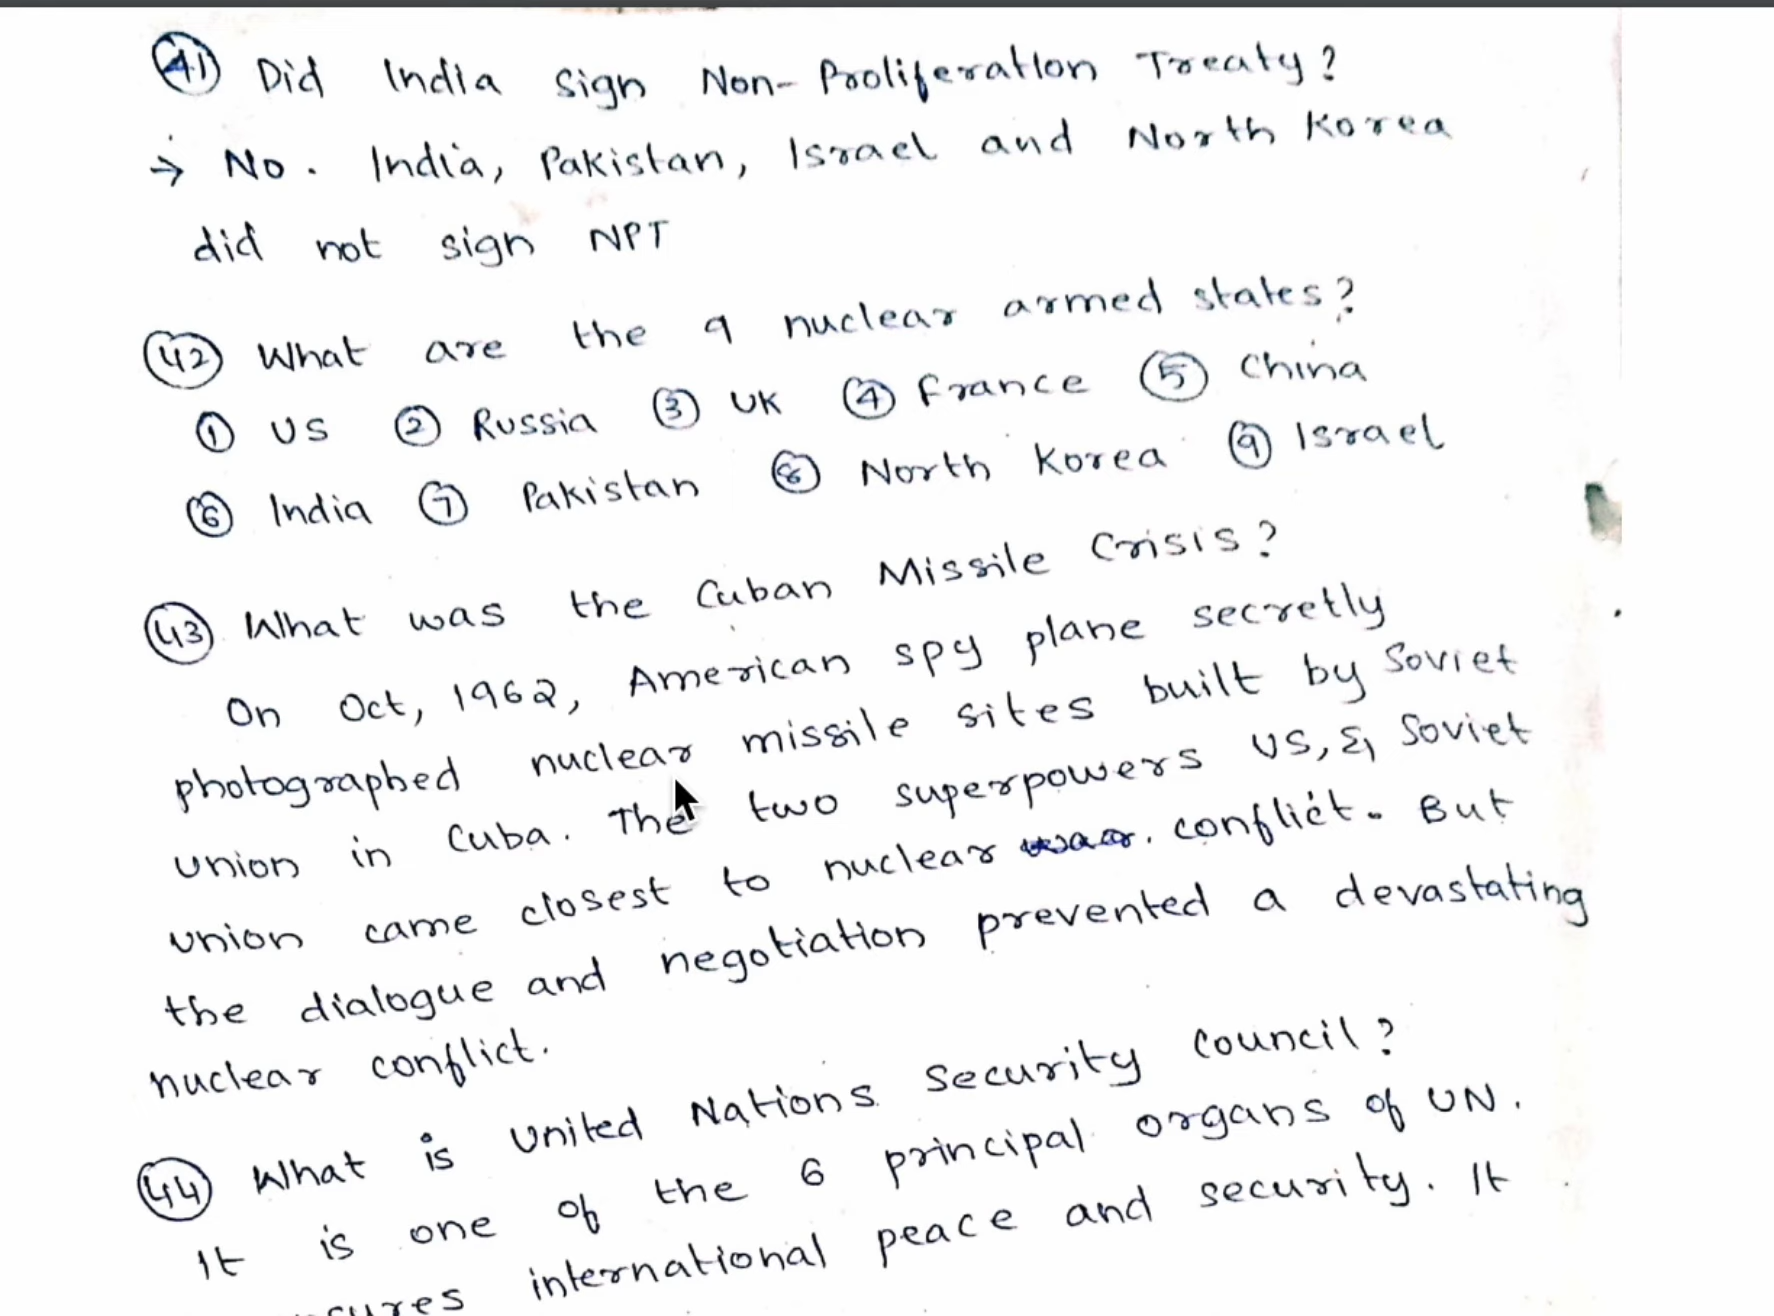 41 Did India sign Non-Proliferation Treaty?
→ No. India, Pakistan, Israel and North Korea
did not sign NPT
42 What are the 9 nuclear armed states?
① US ② Russia ③ UK ④ France ⑤ China
⑥ India ⑦ Pakistan ⑧ North Korea ⑨ Israel
43 What was the Cuban Missile Crisis?
On Oct, 1962, American spy plane secretly
photographed nuclear missile sites built by Soviet
union in Cuba. The two superpowers US, & Soviet
union came closest to nuclear conflict. But
the dialogue and negotiation prevented a devastating
nuclear conflict.
44 What is United Nations Security Council?
It is one of the 6 principal organs of UN.
international peace and security. It